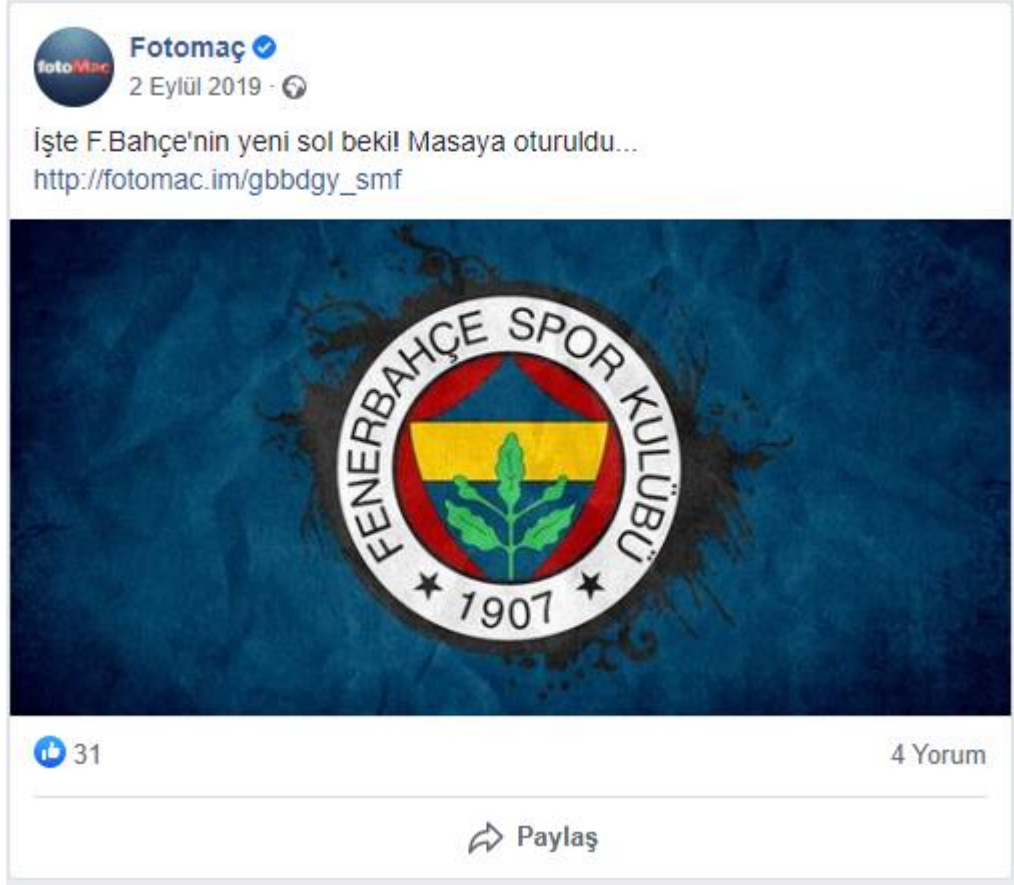 fotoMac
Fotomaç
2 Eylül 2019 ·
İşte F.Bahçe'nin yeni sol beki! Masaya oturuldu...
http://fotomac.im/gbbdgy_smf
FENERBAHÇE SPOR KULÜBÜ
★ 1907 ★
31
4 Yorum
Paylaş